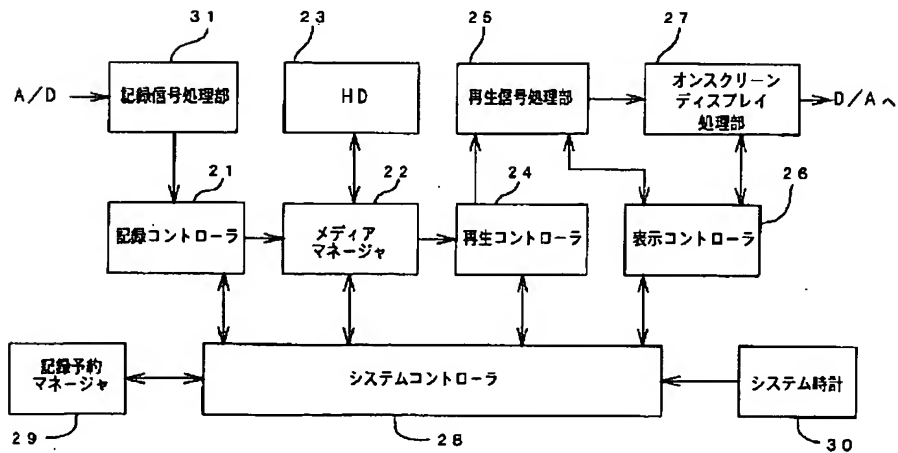 31
23
25
27
A/D
記録信号処理部
HD
再生信号処理部
オンスクリーン
ディスプレイ
処理部
D/Aへ
21
22
24
26
記録コントローラ
メディア
マネージャ
再生コントローラ
表示コントローラ
記録予約
マネージャ
システムコントローラ
システム時計
29
28
30